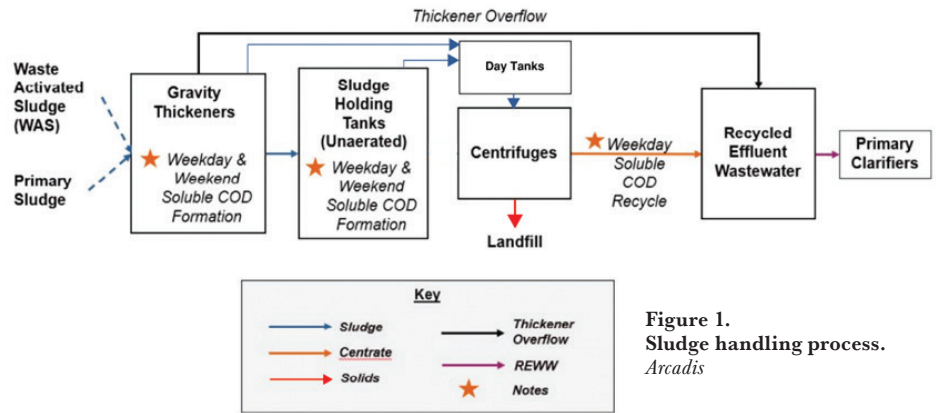 Thickener Overflow
Waste
Activated
Sludge
(WAS)
Primary
Sludge
Gravity
Thickeners
Weekday &
Weekend
Soluble COD
Formation
Sludge
Holding
Tanks
(Unaerated)
Weekday &
Weekend
Soluble COD
Formation
Day Tanks
Centrifuges
Landfill
Weekday
Soluble
COD
Recycle
Recycled
Effluent
Wastewater
Primary
Clarifiers
Key
Sludge
Centrate
Solids
Thickener
Overflow
REWW
Notes
Figure 1.
Sludge handling process.
Arcadis